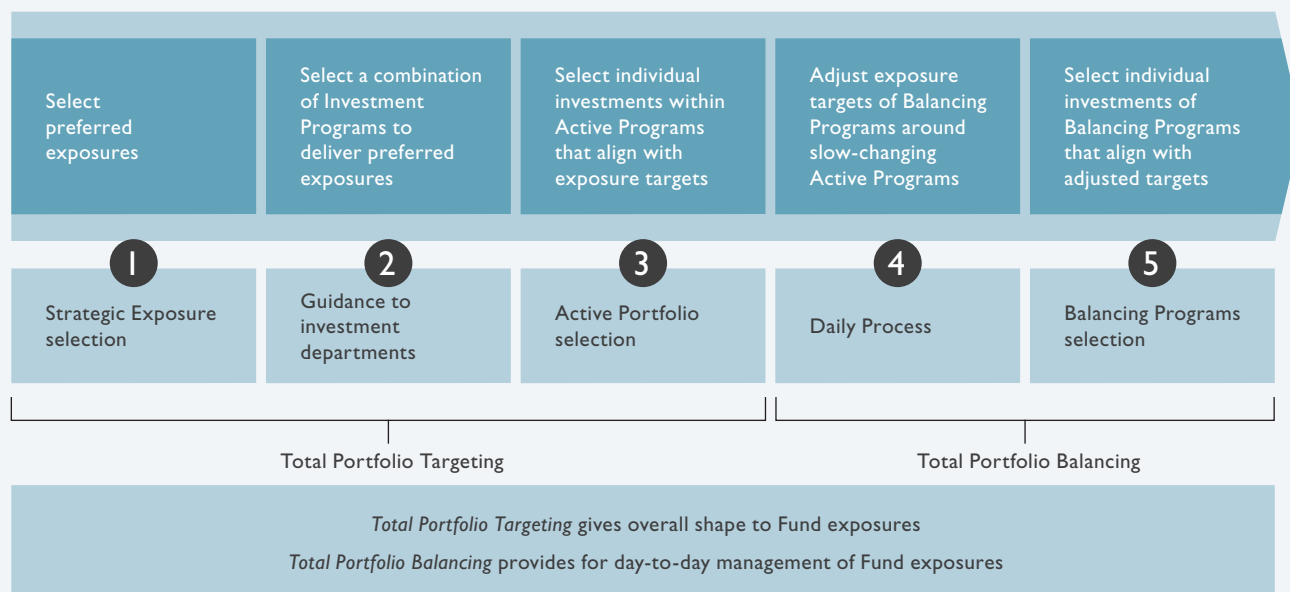 Select
preferred
exposures
Select a combination
of Investment
Programs to
deliver preferred
exposures
Select individual
investments within
Active Programs
that align with
exposure targets
Adjust exposure
targets of Balancing
Programs around
slow-changing
Active Programs
Select individual
investments of
Balancing Programs
that align with
adjusted targets
1
2
3
4
5
Strategic Exposure
selection
Guidance to
investment
departments
Active Portfolio
selection
Daily Process
Balancing Programs
selection
Total Portfolio Targeting
Total Portfolio Balancing
Total Portfolio Targeting gives overall shape to Fund exposures
Total Portfolio Balancing provides for day-to-day management of Fund exposures